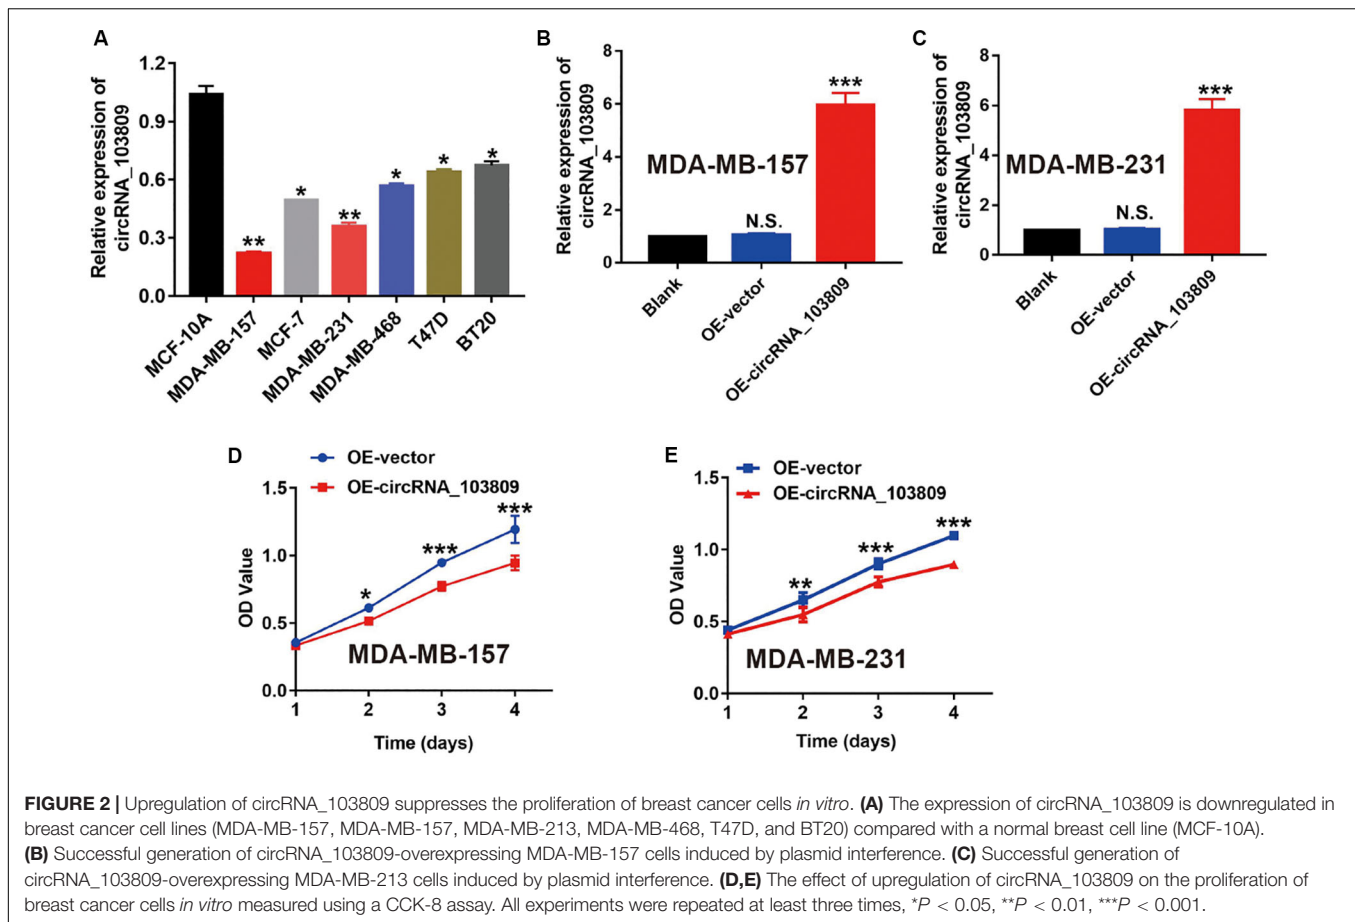 A
Relative expression of
circRNA_103809
1.2
0.9
0.6
0.3
0.0
**
*
**
*
*
*
MCF-10A
MDA-MB-157
MCF-7
MDA-MB-231
MDA-MB-468
T47D
BT20
B
Relative expression of
circRNA_103809
8
6
4
2
0
MDA-MB-157
N.S.
***
Blank
OE-vector
OE-circRNA_103809
C
Relative expression of
circRNA_103809
8
6
4
2
0
MDA-MB-231
N.S.
***
Blank
OE-vector
OE-circRNA_103809
D
OE-vector
OE-circRNA_103809
OD Value
1.5
1.0
0.5
0.0
*
***
***
MDA-MB-157
1 2 3 4
Time (days)
E
OE-vector
OE-circRNA_103809
OD Value
1.5
1.0
0.5
0.0
**
***
***
MDA-MB-231
1 2 3 4
Time (days)
FIGURE 2 | Upregulation of circRNA_103809 suppresses the proliferation of breast cancer cells in vitro. (A) The expression of circRNA_103809 is downregulated in
breast cancer cell lines (MDA-MB-157, MDA-MB-157, MDA-MB-213, MDA-MB-468, T47D, and BT20) compared with a normal breast cell line (MCF-10A).
(B) Successful generation of circRNA_103809-overexpressing MDA-MB-157 cells induced by plasmid interference. (C) Successful generation of
circRNA_103809-overexpressing MDA-MB-213 cells induced by plasmid interference. (D,E) The effect of upregulation of circRNA_103809 on the proliferation of
breast cancer cells in vitro measured using a CCK-8 assay. All experiments were repeated at least three times, *P < 0.05, **P < 0.01, ***P < 0.001.